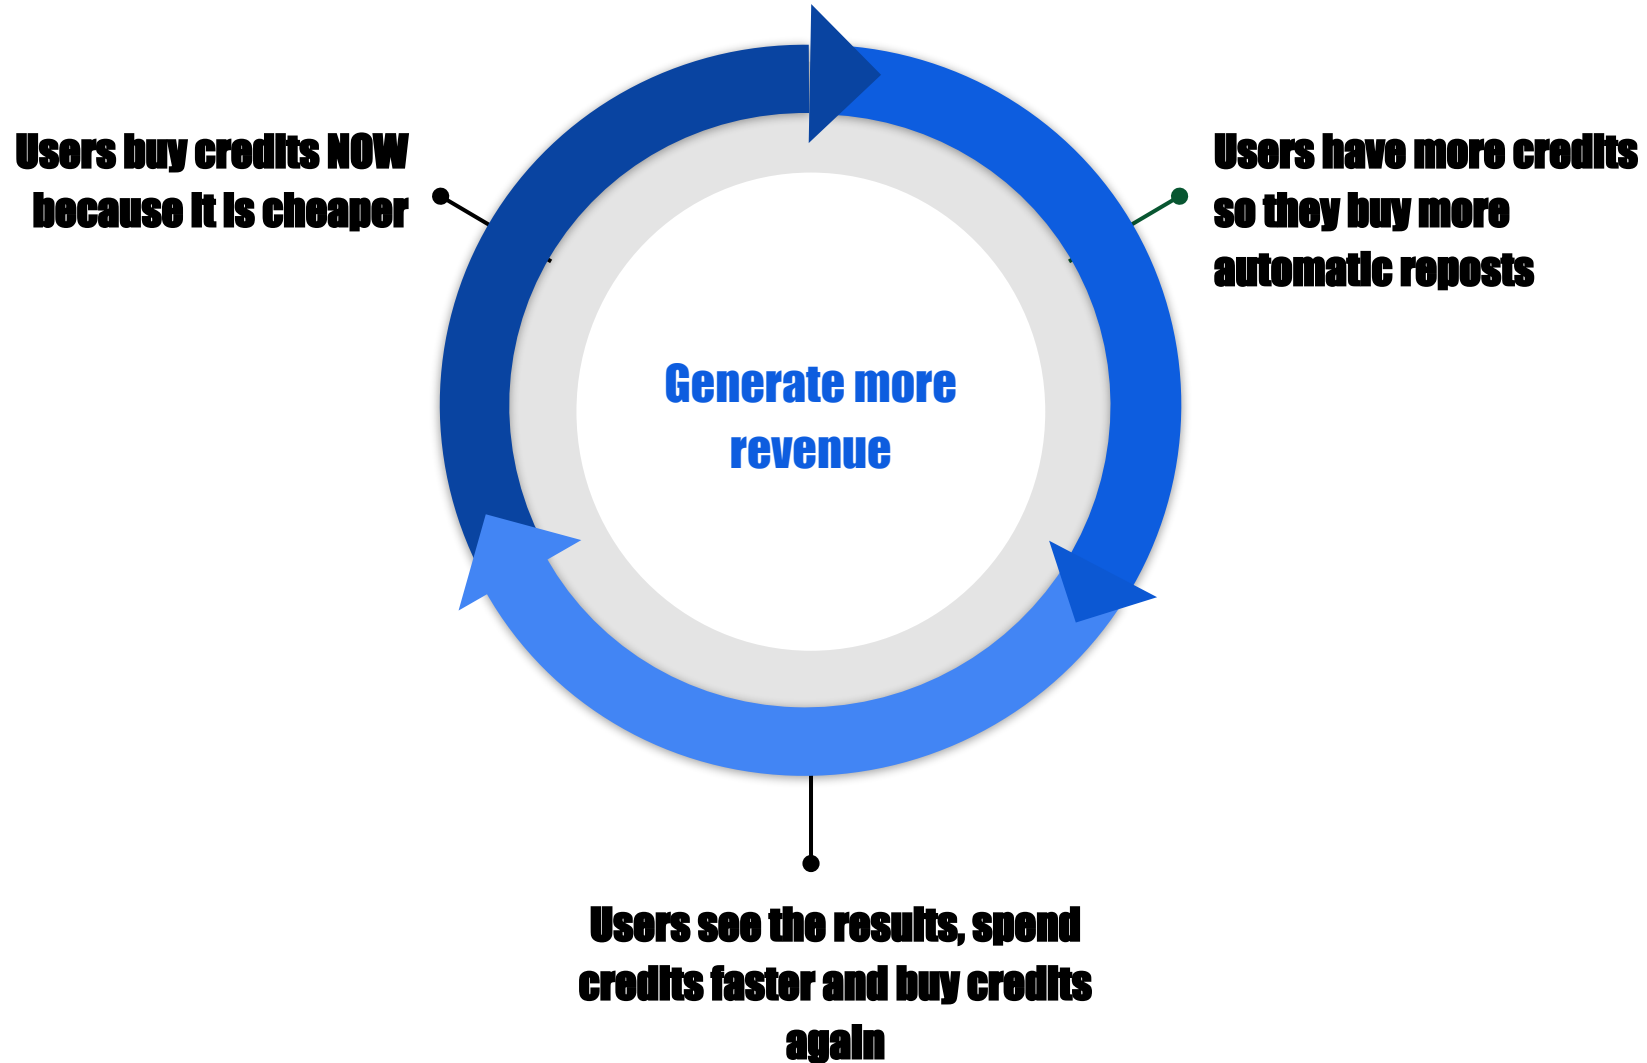 Users buy credits NOW
because it is cheaper
Users have more credits
so they buy more
automatic reposts
Generate more
revenue
Users see the results, spend
credits faster and buy credits
again